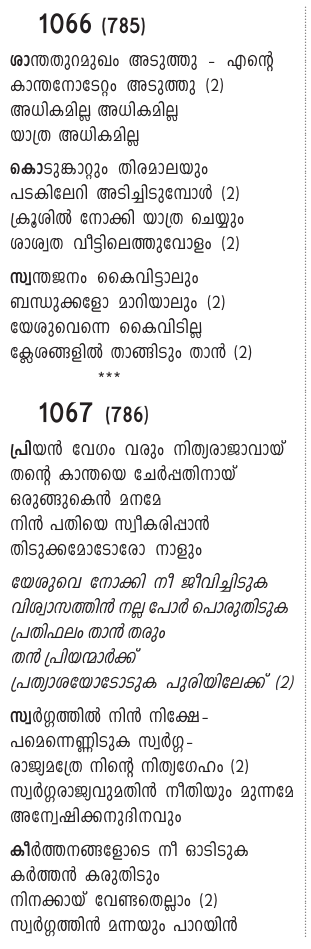 1066 (785)
ശാന്തതുറമുഖം അടുത്തു - എന്റെ
കാന്തനോടേറ്റം അടുത്തു (2)
അധികമില്ല അധികമില്ല
യാത്ര അധികമില്ല
കൊടുങ്കാറ്റും തിരമാലയും
പടകിലേറി അടിച്ചിടുമ്പോൾ (2)
ക്രൂശിൽ നോക്കി യാത്ര ചെയ്യും
ശാശ്വത വീട്ടിലെത്തുവോളം (2)
സ്വന്തജനം കൈവിട്ടാലും
ബന്ധുക്കളോ മാറിയാലും (2)
യേശുവെന്നെ കൈവിടില്ല
ക്ലേശങ്ങളിൽ താങ്ങിടും താൻ (2)
***
1067 (786)
പ്രിയൻ വേഗം വരും നിത്യരാജാവായ്
തന്റെ കാന്തയെ ചേർപ്പതിനായ്
ഒരുങ്ങുകെൻ മനമേ
നിൻ പതിയെ സ്വീകരിപ്പാൻ
തിടുക്കമോടോരോ നാളും
യേശുവെ നോക്കി നീ ജീവിച്ചിടുക
വിശ്വാസത്തിൻ നല്ല പോർ പൊരുതിടുക
പ്രതിഫലം താൻ തരും
തൻ പ്രിയന്മാർക്ക്
പ്രത്യാശയോടോടുക പുരിയിലേക്ക് (2)
സ്വർഗ്ഗത്തിൽ നിൻ നിക്ഷേ-
പമെന്നെണ്ണിടുക സ്വർഗ്ഗ-
രാജ്യമത്രേ നിന്റെ നിത്യഗേഹം (2)
സ്വർഗ്ഗരാജ്യവുമതിൻ നീതിയും മുന്നമേ
അന്വേഷിക്കനുദിനവും
കീർത്തനങ്ങളോടെ നീ ഓടിടുക
കർത്തൻ കരുതിടും
നിനക്കായ് വേണ്ടതെല്ലാം (2)
സ്വർഗ്ഗത്തിൻ മന്നയും പാറയിൻ